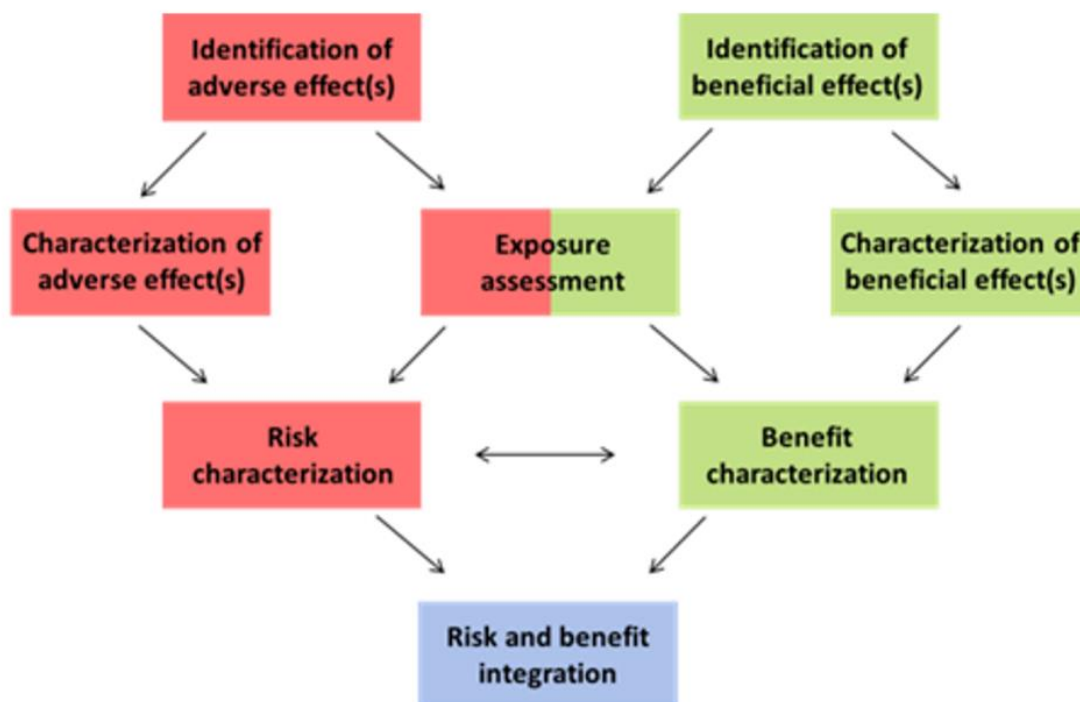 Identification of
adverse effect(s)
Identification of
beneficial effect(s)
Characterization of
adverse effect(s)
Exposure
assessment
Characterization of
beneficial effect(s)
Risk
characterization
Benefit
characterization
Risk and benefit
integration